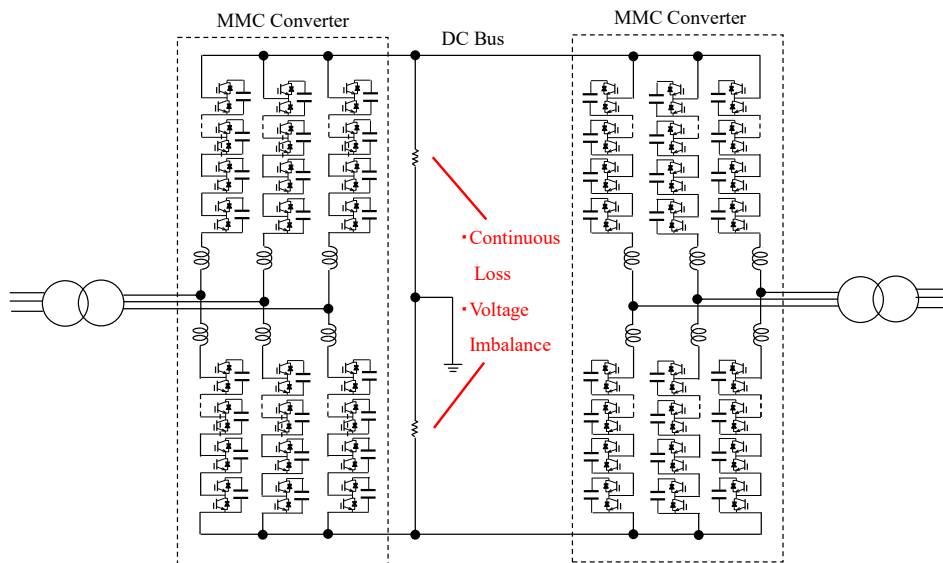 MMC Converter
DC Bus
MMC Converter
・Continuous
Loss
・Voltage
Imbalance